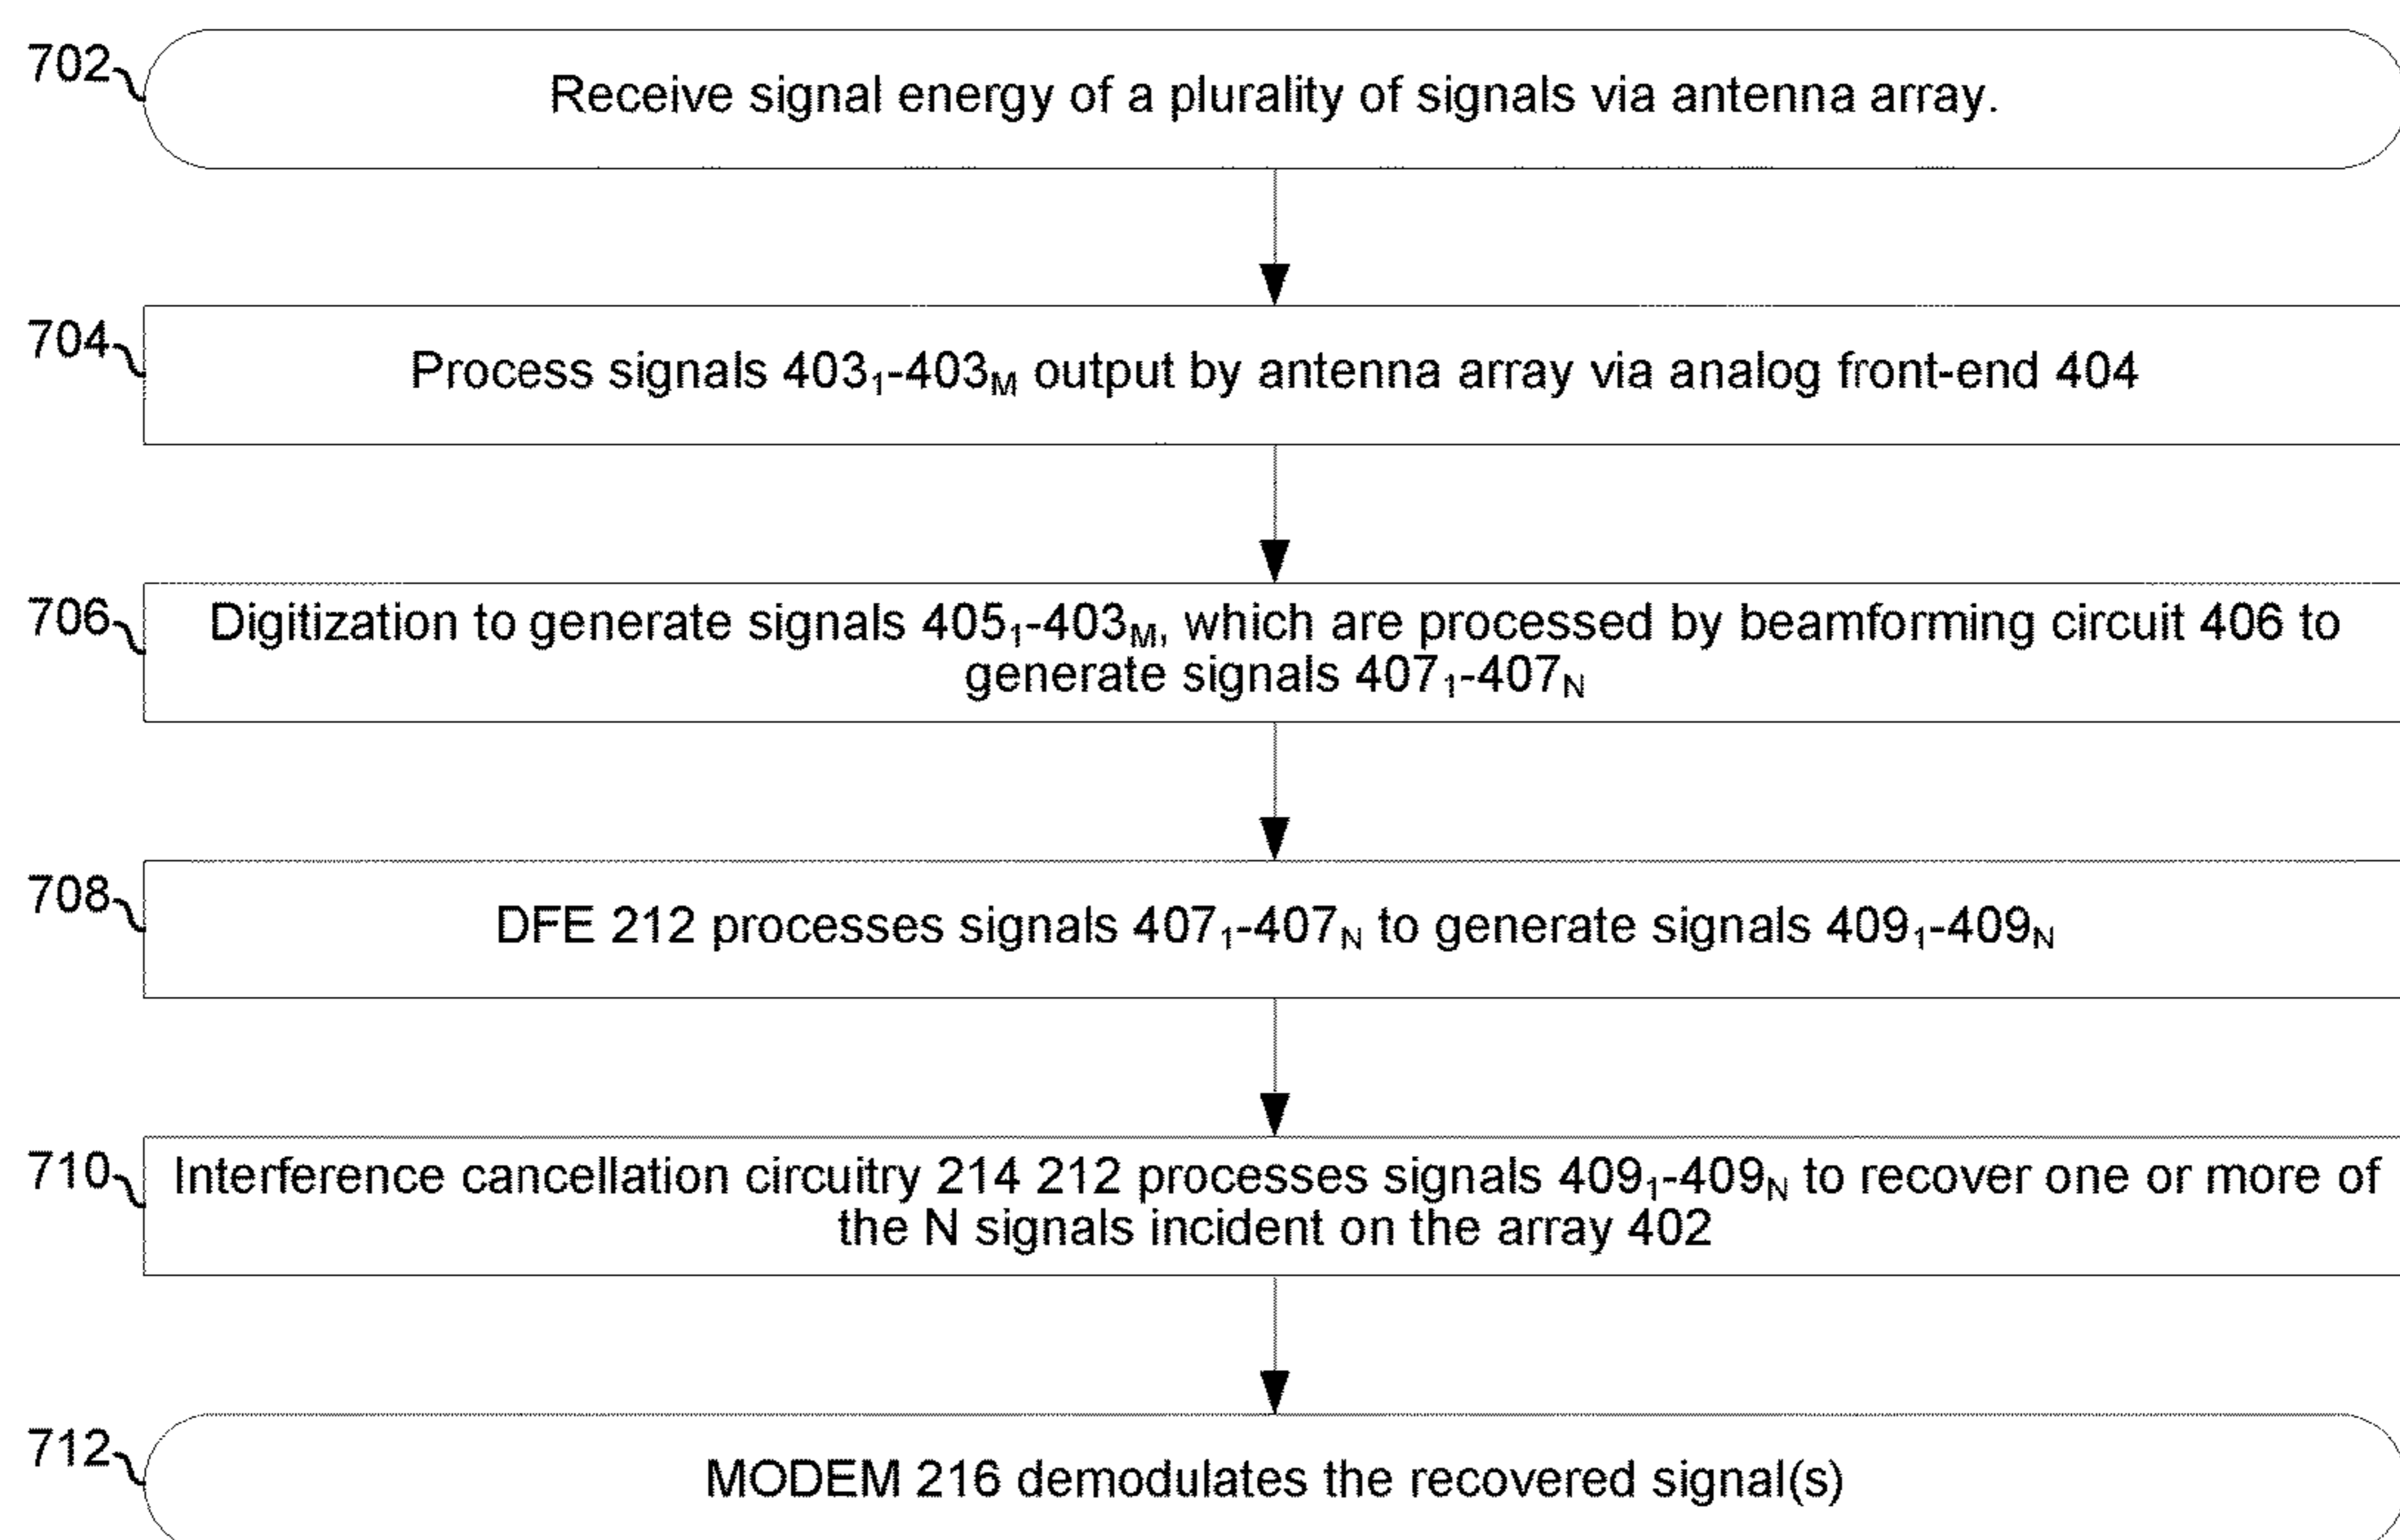 702
Receive signal energy of a plurality of signals via antenna array.
704
Process signals 403₁-403M output by antenna array via analog front-end 404
706
Digitization to generate signals 405₁-403M, which are processed by beamforming circuit 406 to
generate signals 407₁-407N
708
DFE 212 processes signals 407₁-407N to generate signals 409₁-409N
710
Interference cancellation circuitry 214 212 processes signals 409₁-409N to recover one or more of
the N signals incident on the array 402
712
MODEM 216 demodulates the recovered signal(s)